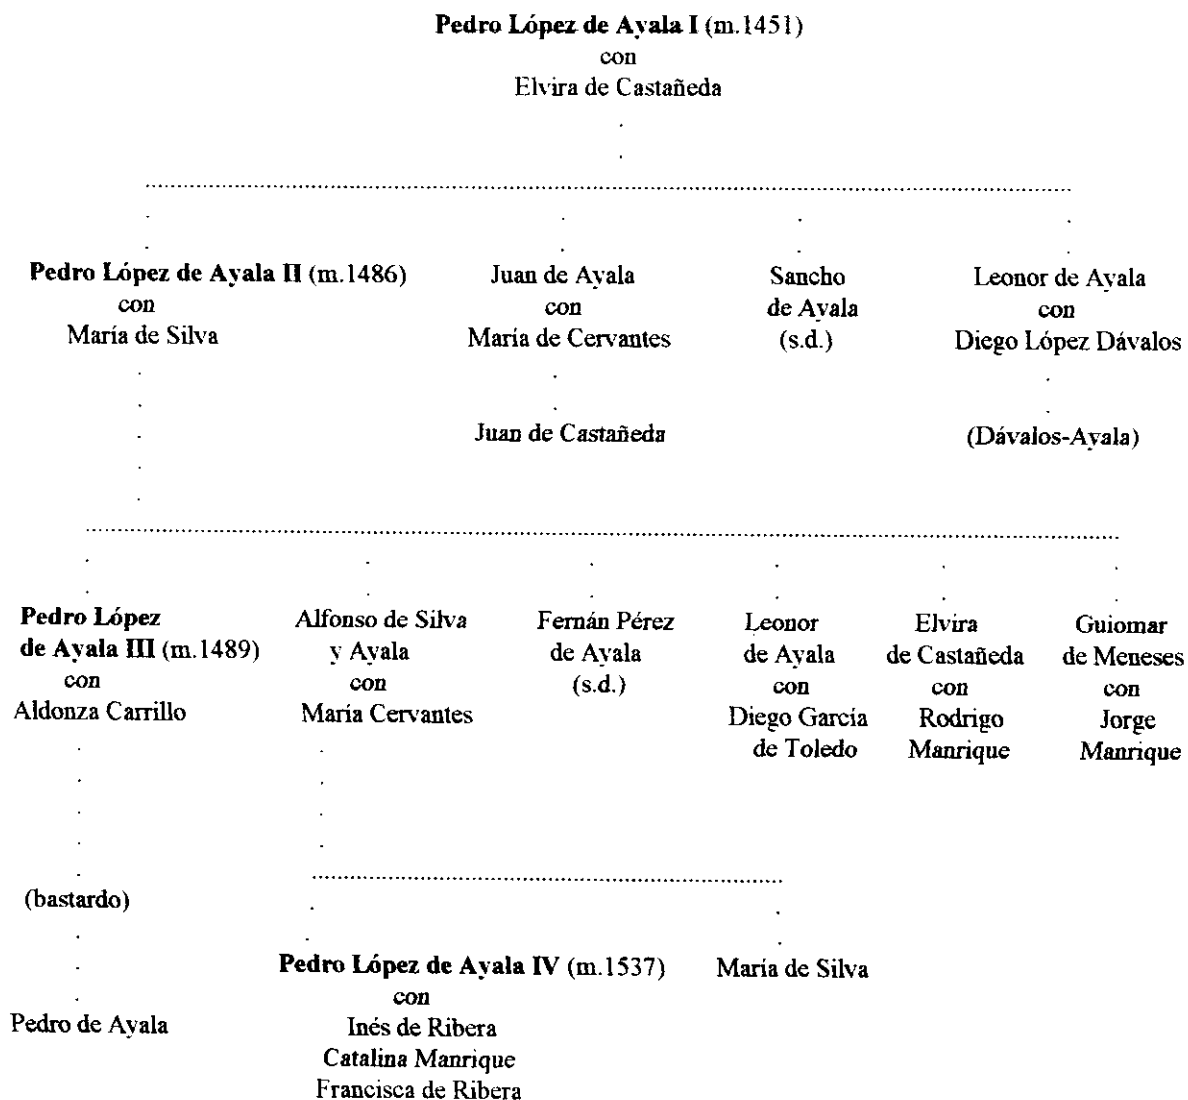 Pedro López de Ayala I (m.1451)
con
Elvira de Castañeda
Pedro López de Ayala II (m.1486)
con
María de Silva
Juan de Ayala
con
María de Cervantes
Juan de Castañeda
Sancho
de Ayala
(s.d.)
Leonor de Ayala
con
Diego López Dávalos
(Dávalos-Ayala)
Pedro López
de Ayala III (m.1489)
con
Aldonza Carrillo
(bastardo)
Pedro de Ayala
Alfonso de Silva
y Ayala
con
María Cervantes
Fernán Pérez
de Ayala
(s.d.)
Leonor
de Ayala
con
Diego García
de Toledo
Elvira
de Castañeda
con
Rodrigo
Manrique
Guiomar
de Meneses
con
Jorge
Manrique
Pedro López de Ayala IV (m.1537)
con
Inés de Ribera
Catalina Manrique
Francisca de Ribera
María de Silva